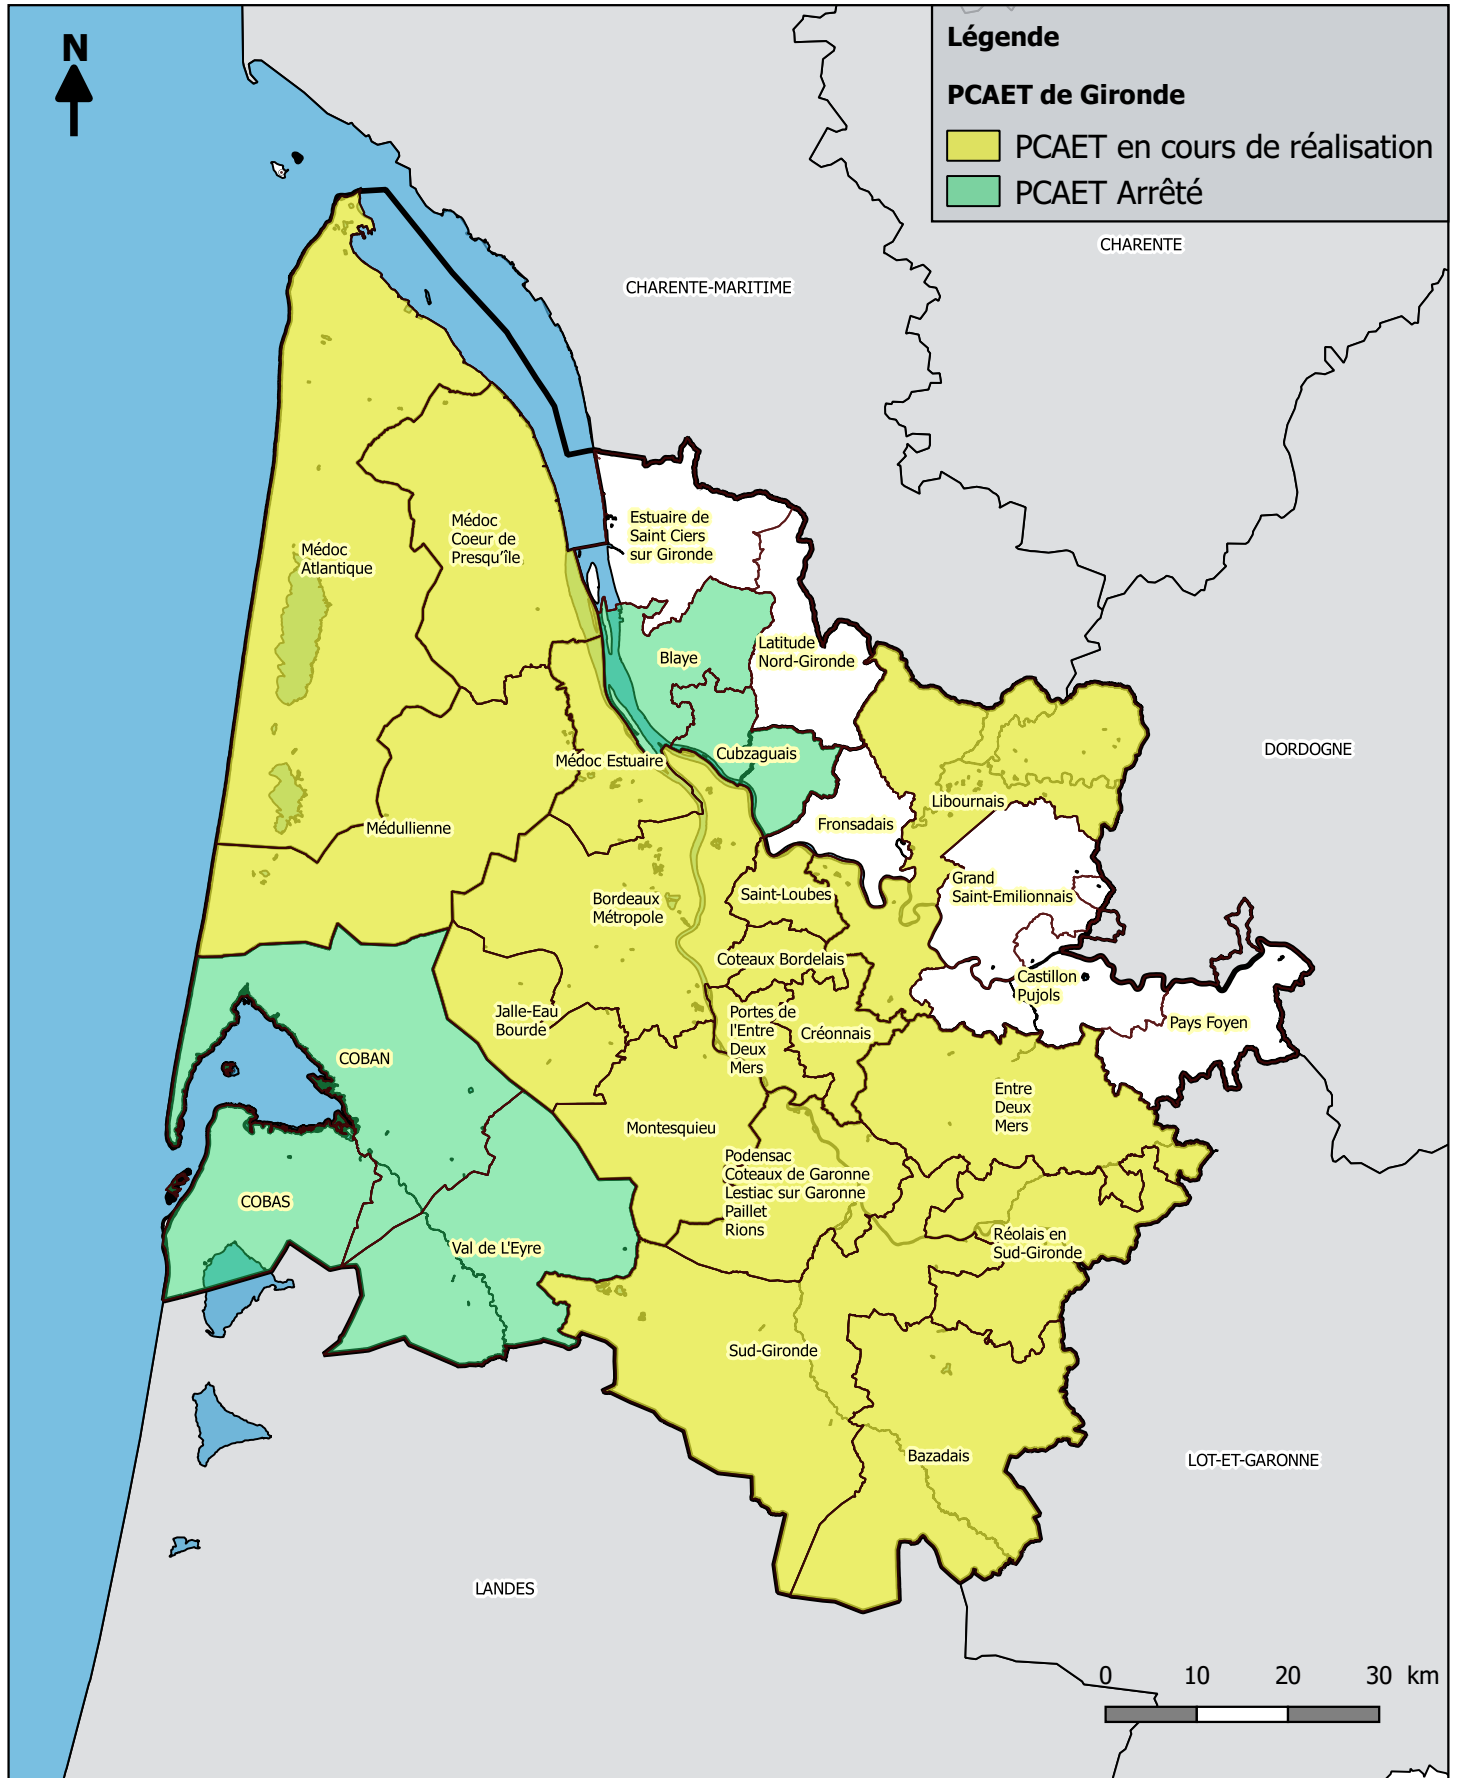 N
Légende
PCAET de Gironde
PCAET en cours de réalisation
PCAET Arrêté
CHARENTE
CHARENTE-MARITIME
Médoc
Coeur de
Presqu'île
Estuaire de
Saint Ciers
sur Gironde
Médoc
Atlantique
Latitude
Nord-Gironde
Blaye
DORDOGNE
Cubzaguais
Médoc Estuaire
Libournais
Fronsadais
Médullienne
Grand
Saint-Emilionnais
Saint-Loubes
Bordeaux
Métropole
Coteaux Bordelais
Castillon
Pujols
Jalle-Eau
Bourde
Portes de
l'Entre
Deux
Mers
Créonnais
Pays Foyen
COBAN
Entre
Deux
Mers
Montesquieu
Podensac
Coteaux de Garonne
Lestiac sur Garonne
Paillet
Rions
COBAS
Réolais en
Sud-Gironde
Val de L'Eyre
Sud-Gironde
Bazadais
LOT-ET-GARONNE
LANDES
0 10 20 30 km